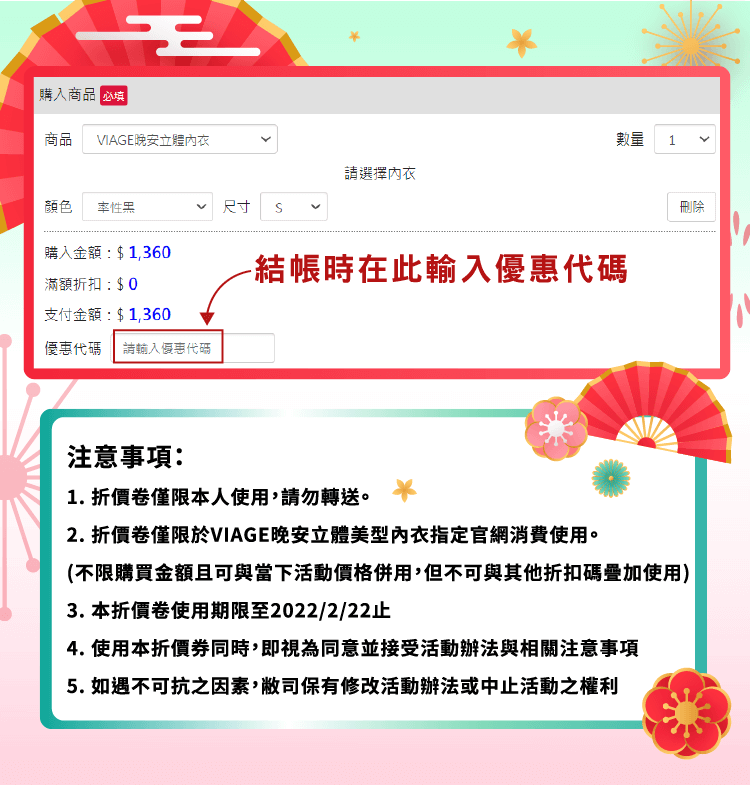 購入商品 必填
商品 VIAGE晚安立體內衣 數量 1
請選擇內衣
顏色 率性黑 尺寸 S 刪除
購入金額：$ 1,360
滿額折扣：$ 0
支付金額：$ 1,360
結帳時在此輸入優惠代碼
優惠代碼 請輸入優惠代碼
注意事項：
1. 折價卷僅限本人使用，請勿轉送。
2. 折價卷僅限於VIAGE晚安立體美型內衣指定官網消費使用。
(不限購買金額且可與當下活動價格併用，但不可與其他折扣碼疊加使用)
3. 本折價卷使用期限至2022/2/22止
4. 使用本折價券同時，即視為同意並接受活動辦法與相關注意事項
5. 如遇不可抗之因素，敝司保有修改活動辦法或中止活動之權利